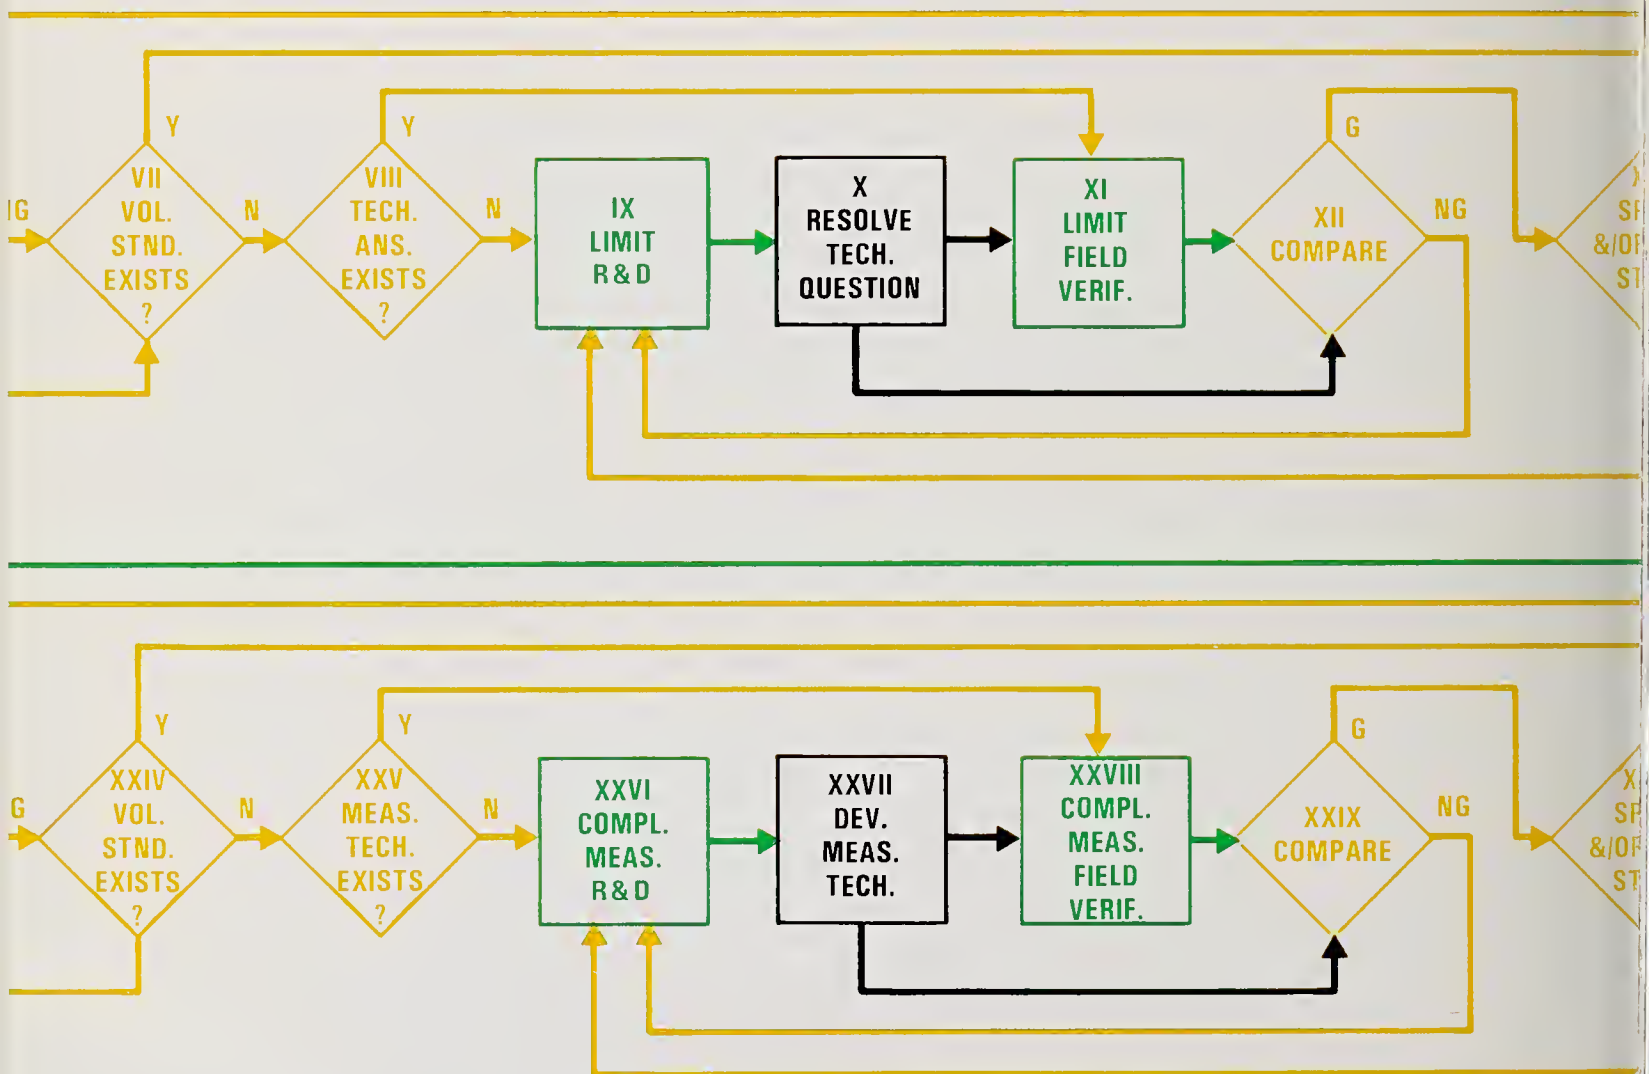 Y
VII
VOL.
STND.
EXISTS
?
N
Y
VIII
TECH.
ANS.
EXISTS
?
N
IX
LIMIT
R&D
X
RESOLVE
TECH.
QUESTION
XI
LIMIT
FIELD
VERIF.
G
XII
COMPARE
NG
G
Y
XXIV
VOL.
STND.
EXISTS
?
N
Y
XXV
MEAS.
TECH.
EXISTS
?
N
XXVI
COMPL.
MEAS.
R&D
XXVII
DEV.
MEAS.
TECH.
XXVIII
COMPL.
MEAS.
FIELD
VERIF.
G
XXIX
COMPARE
NG